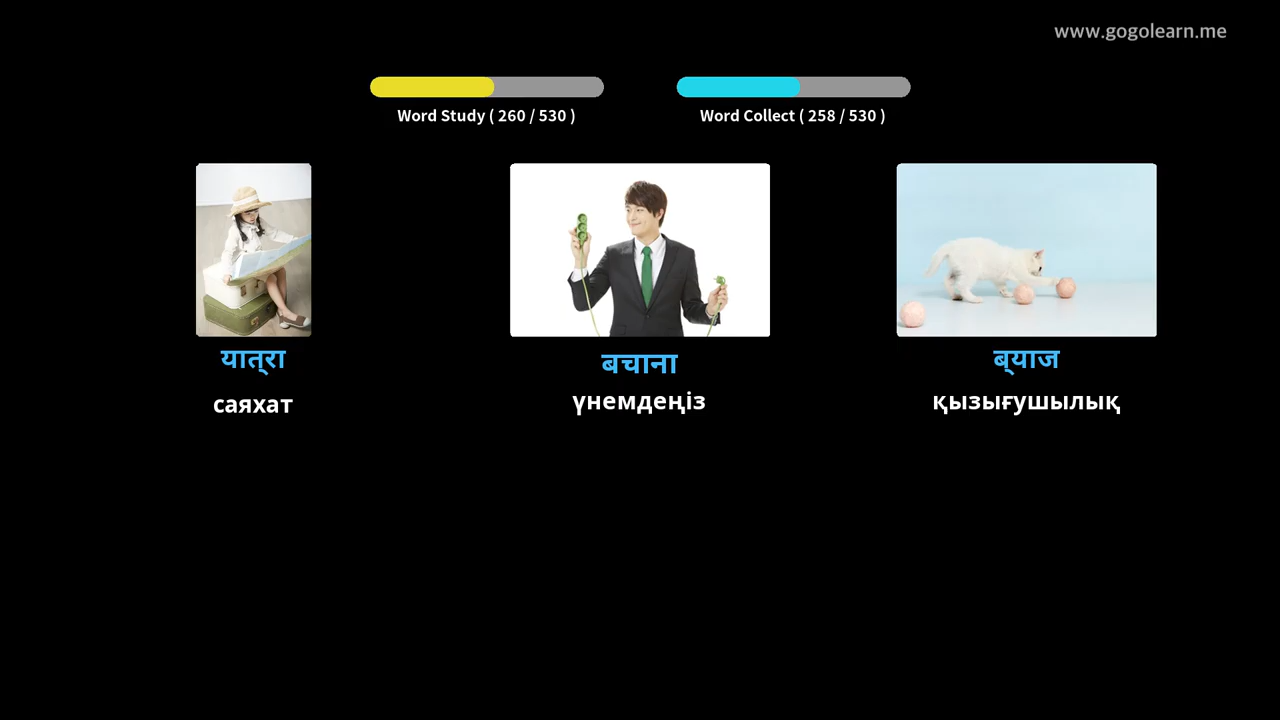 www.gogolearn.me
Word Study ( 260 / 530 )
Word Collect ( 258 / 530 )
यात्रा
बचाना
ब्याज
саяхат
үнемдеңіз
қызығушылық